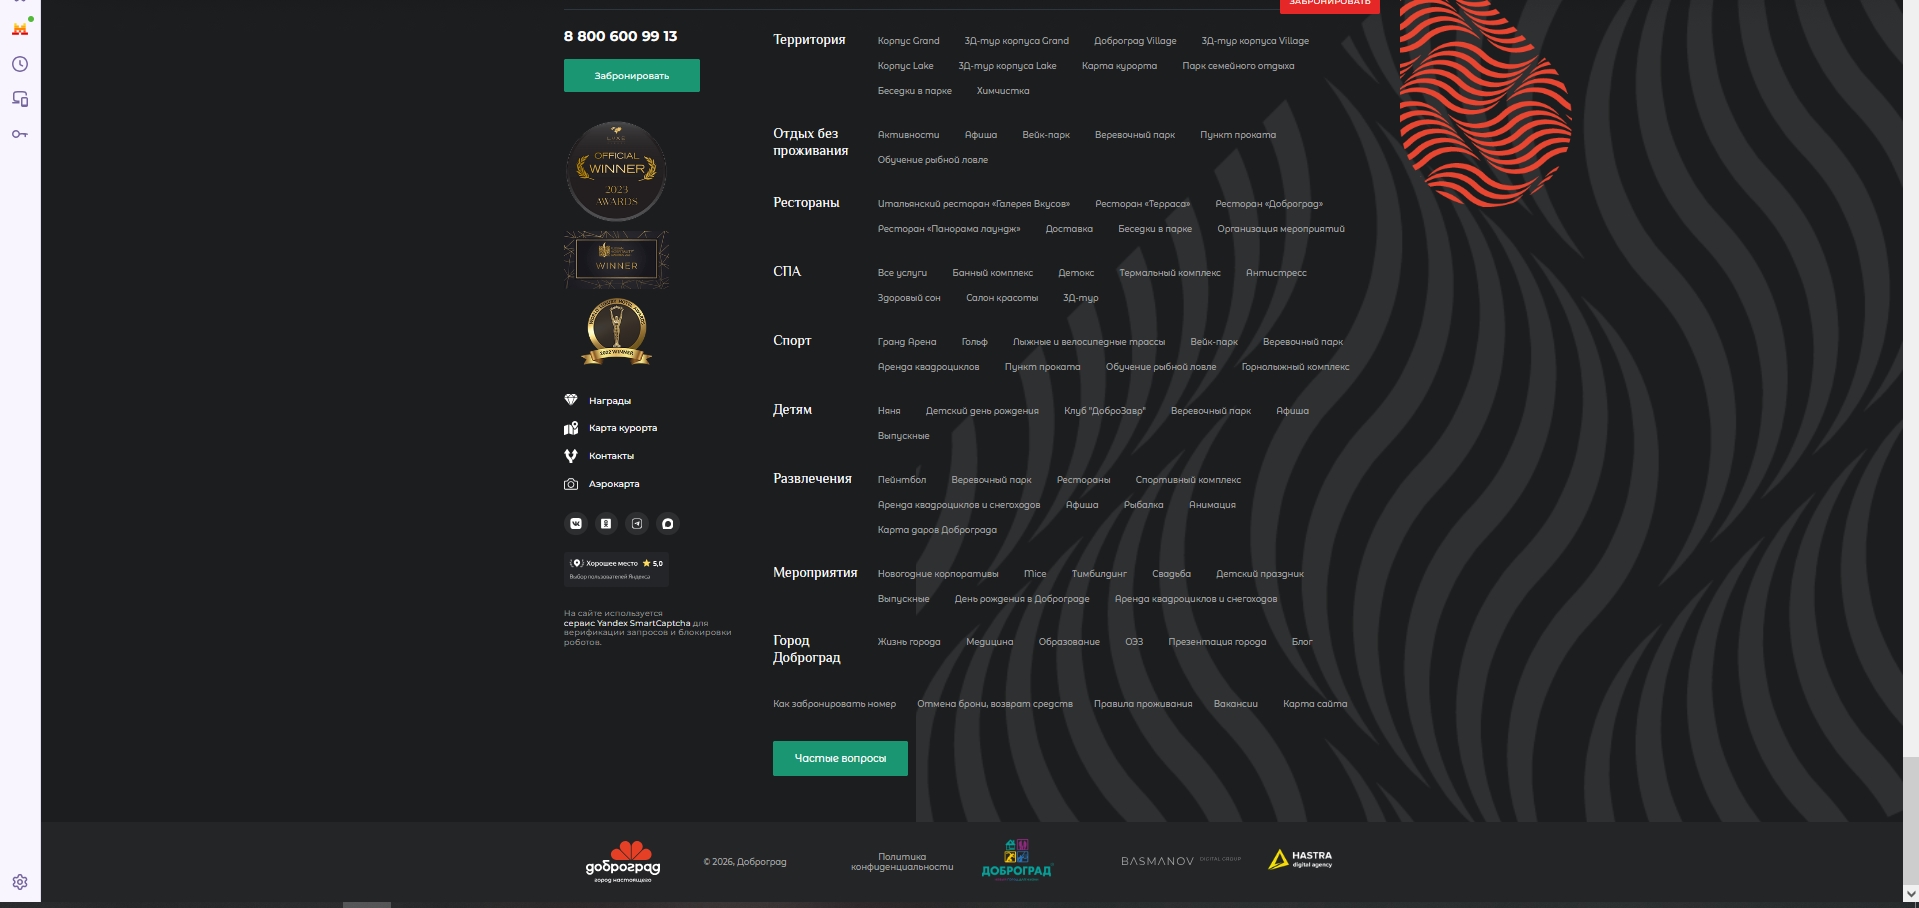 ЗАБРОНИРОВАТЬ
8 800 600 99 13
Забронировать
OFFICIAL
WINNER
2023
AWARDS
WINNER
2022 WINNER
Награды
Карта курорта
Контакты
Аэрокарта
Хорошее место 5,0
Выбор пользователей Яндекса
На сайте используется
сервис Yandex SmartCaptcha для
верификации запросов и блокировки
роботов.
Территория
Корпус Grand 3Д-тур корпуса Grand Доброград Village 3Д-тур корпуса Village
Корпус Lake 3Д-тур корпуса Lake Карта курорта Парк семейного отдыха
Беседки в парке Химчистка
Отдых без
проживания
Активности Афиша Вейк-парк Веревочный парк Пункт проката
Обучение рыбной ловле
Рестораны
Итальянский ресторан «Галерея Вкусов» Ресторан «Терраса» Ресторан «Доброград»
Ресторан «Панорама лаундж» Доставка Беседки в парке Организация мероприятий
СПА
Все услуги Банный комплекс Детокс Термальный комплекс Антистресс
Здоровый сон Салон красоты 3Д-тур
Спорт
Гранд Арена Гольф Лыжные и велосипедные трассы Вейк-парк Веревочный парк
Аренда квадроциклов Пункт проката Обучение рыбной ловле Горнолыжный комплекс
Детям
Няня Детский день рождения Клуб "ДоброЗавр" Веревочный парк Афиша
Выпускные
Развлечения
Пейнтбол Веревочный парк Рестораны Спортивный комплекс
Аренда квадроциклов и снегоходов Афиша Рыбалка Анимация
Карта даров Доброграда
Мероприятия
Новогодние корпоративы Mice Тимбилдинг Свадьба Детский праздник
Выпускные День рождения в Доброграде Аренда квадроциклов и снегоходов
Город
Доброград
Жизнь города Медицина Образование ОЭЗ Презентация города Блог
Как забронировать номер Отмена брони, возврат средств Правила проживания Вакансии Карта сайта
Частые вопросы
доброград
город настоящего
© 2026, Доброград
Политика
конфиденциальности
ДОБРОГРАД
BASMANOV DIGITAL GROUP
HASTRA
digital agency